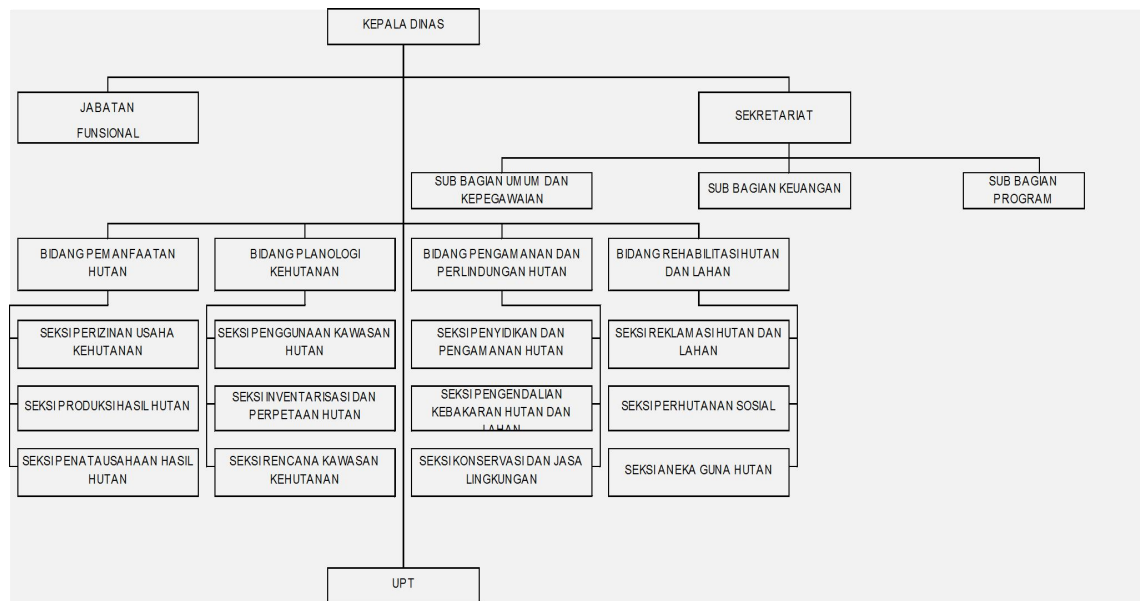 KEPALA DINAS
JABATAN
FUNSIONAL
SEKRETARIAT
SUB BAGIAN UMUM DAN
KEPEGAWAIAN
SUB BAGIAN KEUANGAN
SUB BAGIAN
PROGRAM
BIDANG PEMANFAATAN
HUTAN
BIDANG PLANOLOGI
KEHUTANAN
BIDANG PENGAMANAN DAN
PERLINDUNGAN HUTAN
BIDANG REHABILITASI HUTAN
DAN LAHAN
SEKSI PERIZINAN USAHA
KEHUTANAN
SEKSI PENGGUNAAN KAWASAN
HUTAN
SEKSI PENYIDIKAN DAN
PENGAMANAN HUTAN
SEKSI REKLAMASI HUTAN DAN
LAHAN
SEKSI PRODUKSI HASIL HUTAN
SEKSI INVENTARISASI DAN
PERPETAAN HUTAN
SEKSI PENGENDALIAN
KEBAKARAN HUTAN DAN
LAHAN
SEKSI PERHUTANAN SOSIAL
SEKSI PENATAUSAHAAN HASIL
HUTAN
SEKSI RENCANA KAWASAN
KEHUTANAN
SEKSI KONSERVASI DAN JASA
LINGKUNGAN
SEKSI ANEKA GUNA HUTAN
UPT